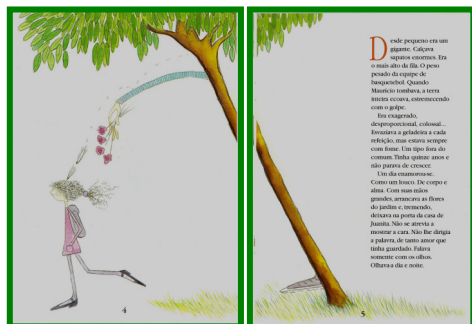 4
Desde pequeno era um
gigante. Calçava
sapatos enormes. Era
o mais alto da fila. O peso
pesado da equipe de
basquetebol. Quando
Maurício tombava, a terra
inteira ecoava, estremecendo
com o golpe.
Era exagerado,
desproporcional, colossal...
Esvaziava a geladeira a cada
refeição, mas estava sempre
com fome. Um tipo fora do
comum. Tinha quinze anos e
não parava de crescer.
Um dia enamorou-se.
Como um louco. De corpo e
alma. Com suas mãos
grandes, arrancava as flores
do jardim e, tremendo,
deixava na porta da casa de
Juanita. Não se atrevia a
mostrar a cara. Não lhe dirigia
a palavra, de tanto amor que
tinha guardado. Falava
somente com os olhos.
Olhava-a dia e noite.
5